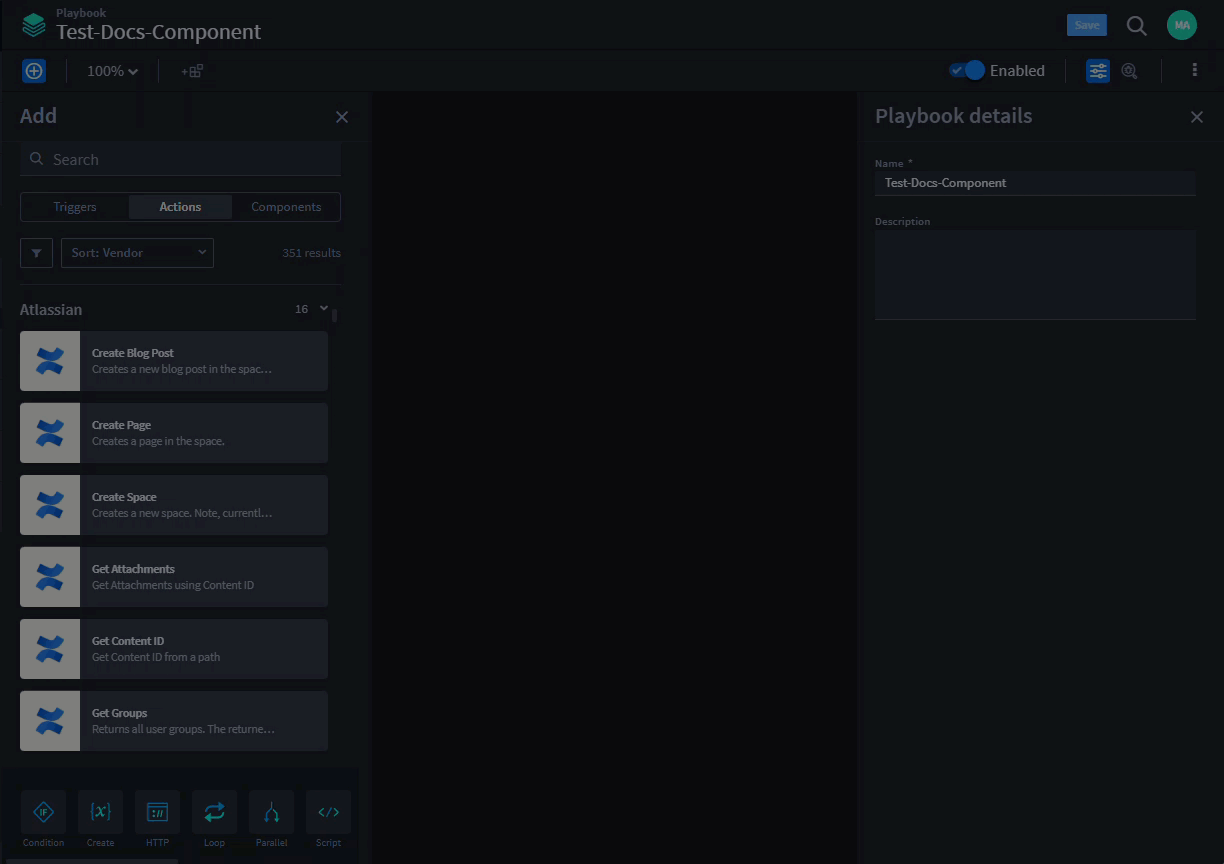 Playbook
Test-Docs-Component
Save
MA
100%
Enabled
Add
Search
Triggers
Actions
Components
Sort: Vendor
351 results
Atlassian
16
Create Blog Post
Creates a new blog post in the spac…
Create Page
Creates a page in the space.
Create Space
Creates a new space. Note, currentl…
Get Attachments
Get Attachments using Content ID
Get Content ID
Get Content ID from a path
Get Groups
Returns all user groups. The returne…
IF
{x}
://
</>
Condition
Create
HTTP
Loop
Parallel
Script
Playbook details
Name *
Test-Docs-Component
Description